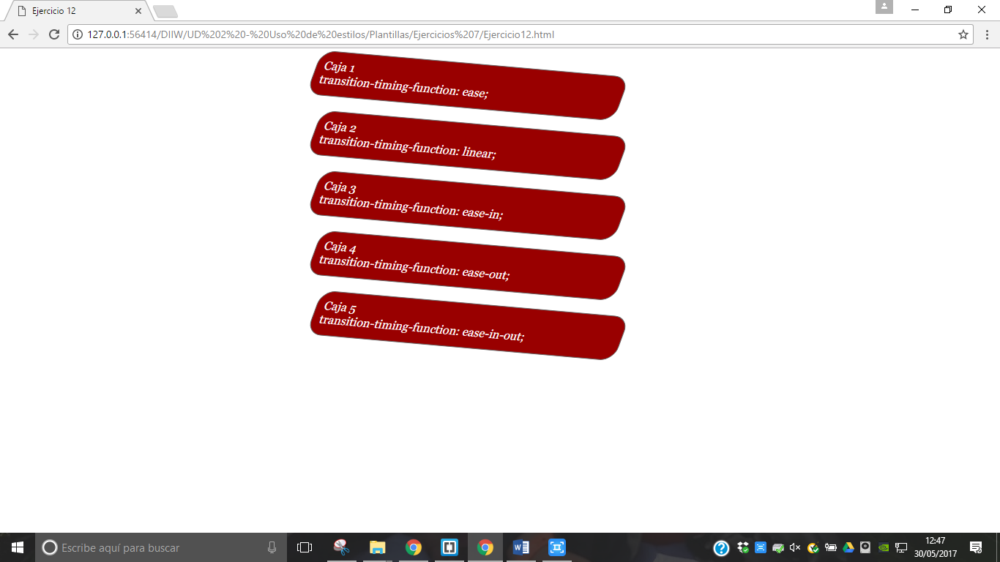 Ejercicio 12
127.0.0.1:56414/DIIW/UD%202%20-%20Uso%20de%20estilos/Plantillas/Ejercicios%207/Ejercicio12.html
Caja 1
transition-timing-function: ease;
Caja 2
transition-timing-function: linear;
Caja 3
transition-timing-function: ease-in;
Caja 4
transition-timing-function: ease-out;
Caja 5
transition-timing-function: ease-in-out;
Escribe aquí para buscar
12:47
30/05/2017